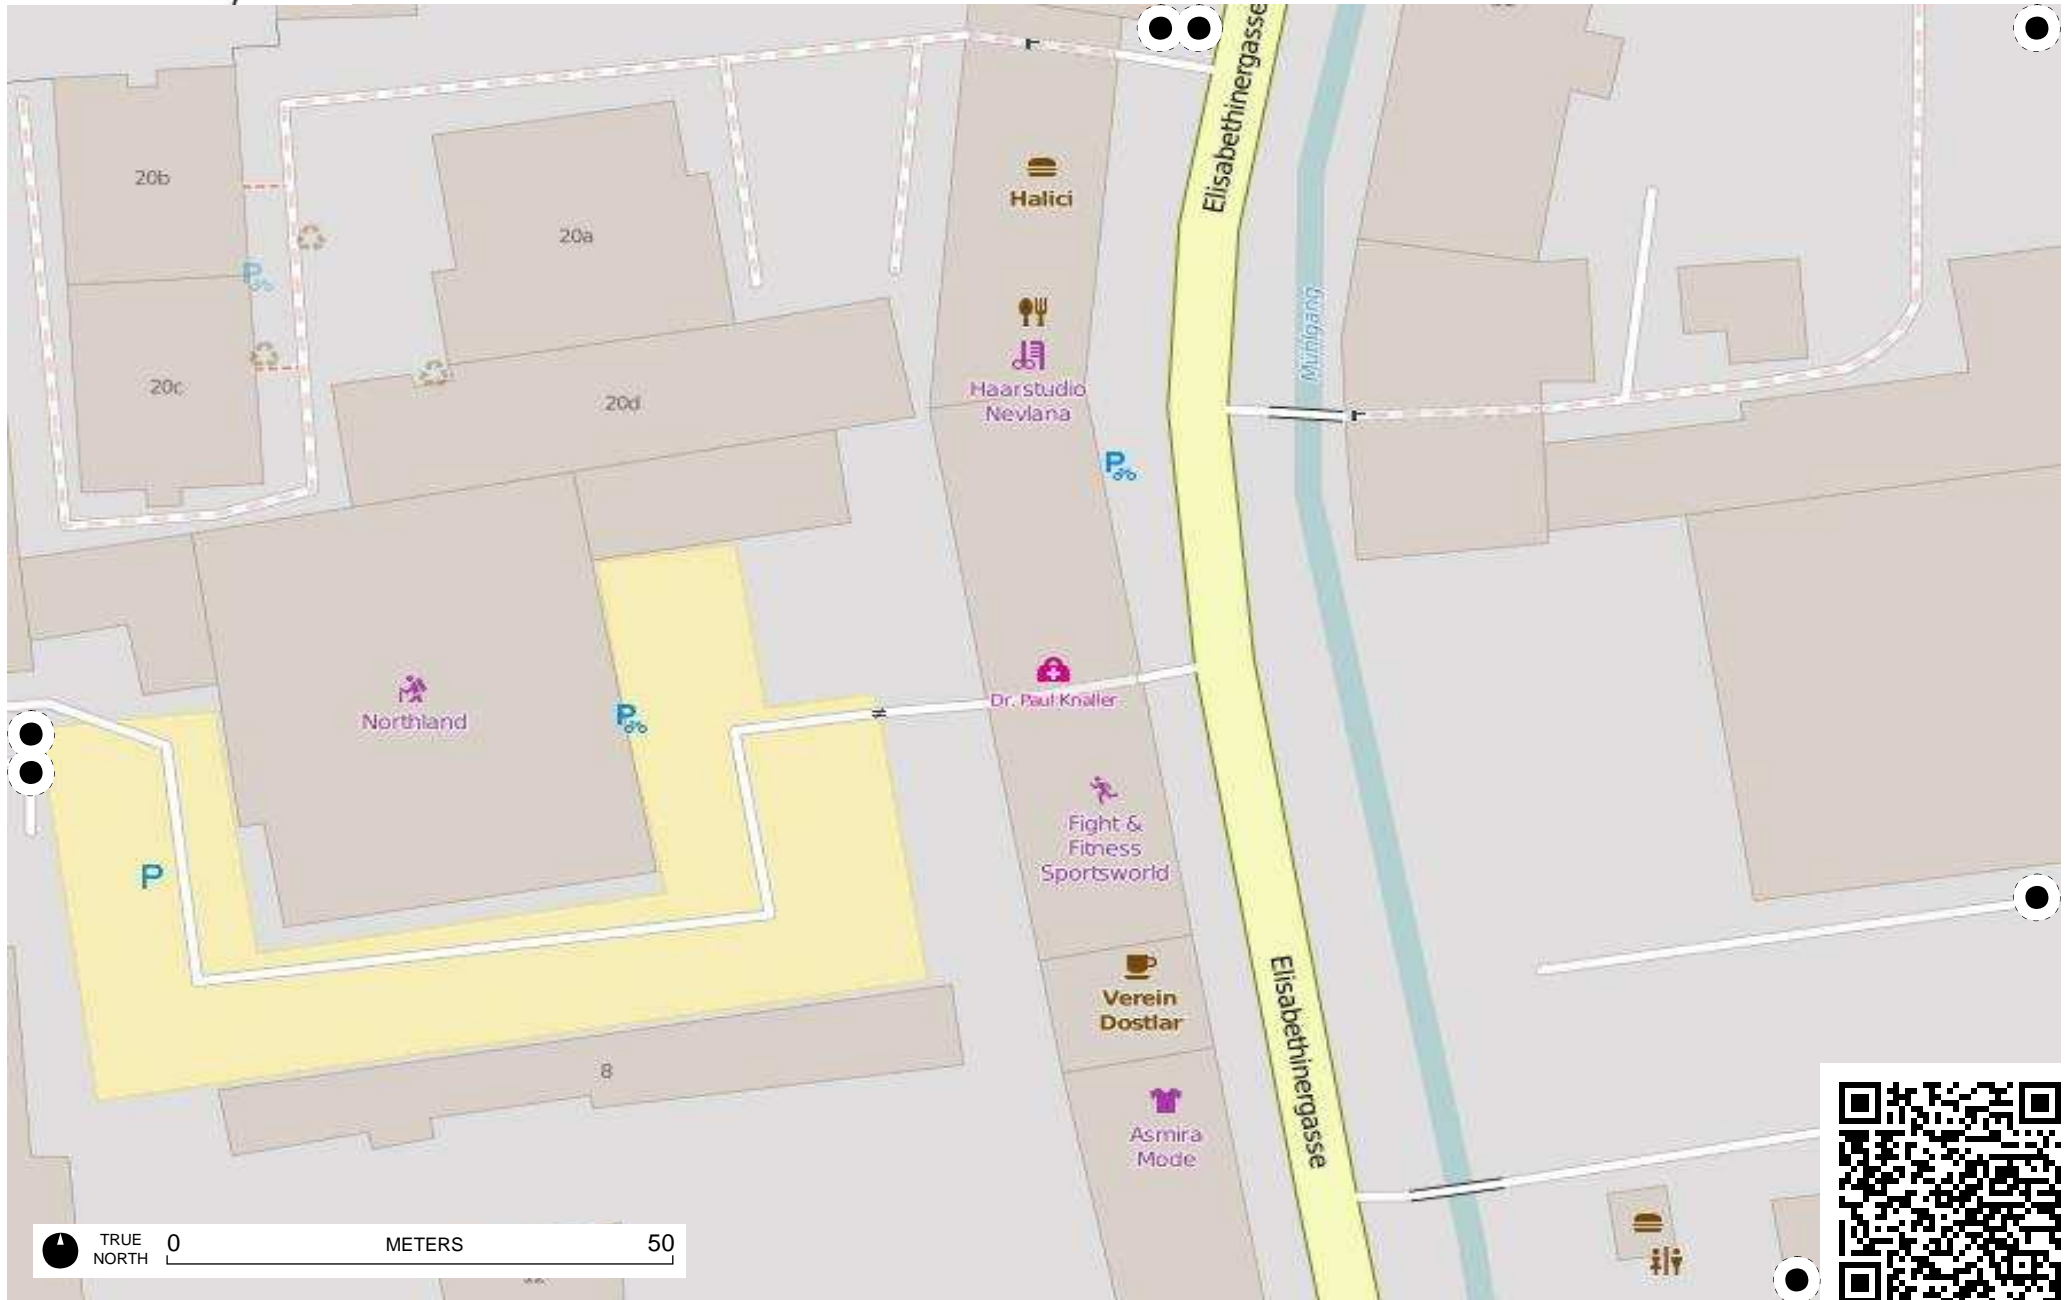 Elisabethinergasse
20b
Halici
20a
Mühlgang
20c
20d
Haarstudio
Nevlana
P
P
Dr. Paul Knaller
Northland
P
Fight &
Fitness
Sportsworld
P
Verein
Dostlar
Elisabethinergasse
8
Asmira
Mode
TRUE
NORTH
0
METERS
50